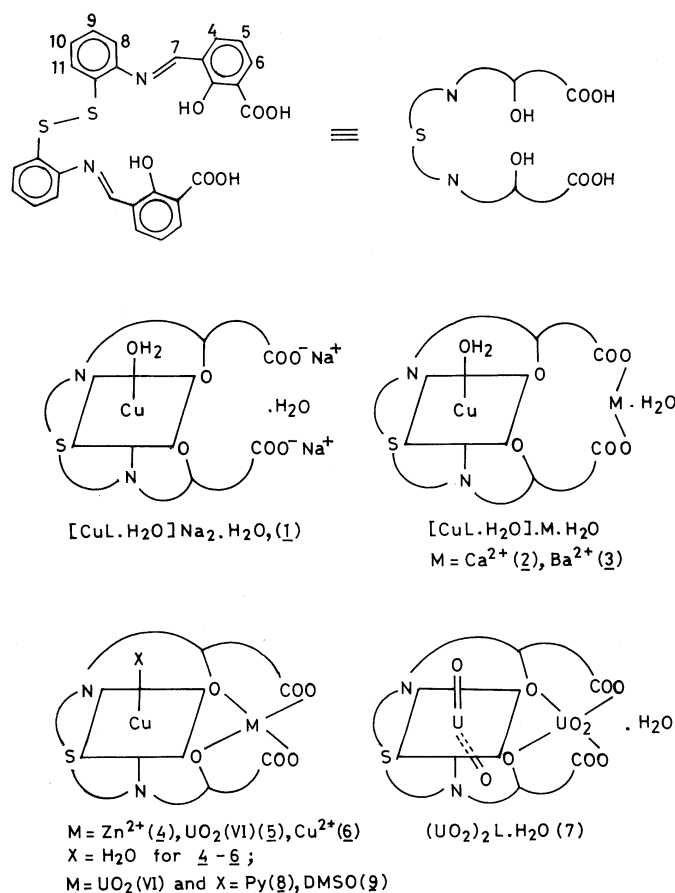 9
10
8
11
7
4
5
6
N
HO
COOH
S
S
N
HO
COOH
≡
N
OH
COOH
S
OH
N
COOH
OH2
N
Cu
O
S
O
N
COO⁻Na⁺
.H2O
COO⁻Na⁺
[CuL.H2O]Na2.H2O,(1)
OH2
N
Cu
O
S
O
N
COO
M.H2O
COO
[CuL.H2O].M.H2O
M = Ca²⁺(2), Ba²⁺(3)
X
N
Cu
O
S
O
N
COO
M
COO
M = Zn²⁺(4), UO2(VI)(5), Cu²⁺(6)
X = H2O for 4 - 6 ;
M = UO2(VI) and X = Py(8), DMSO(9)
O
N
U
O
S
O
O
N
COO
UO2
.H2O
COO
(UO2)2L.H2O (7)